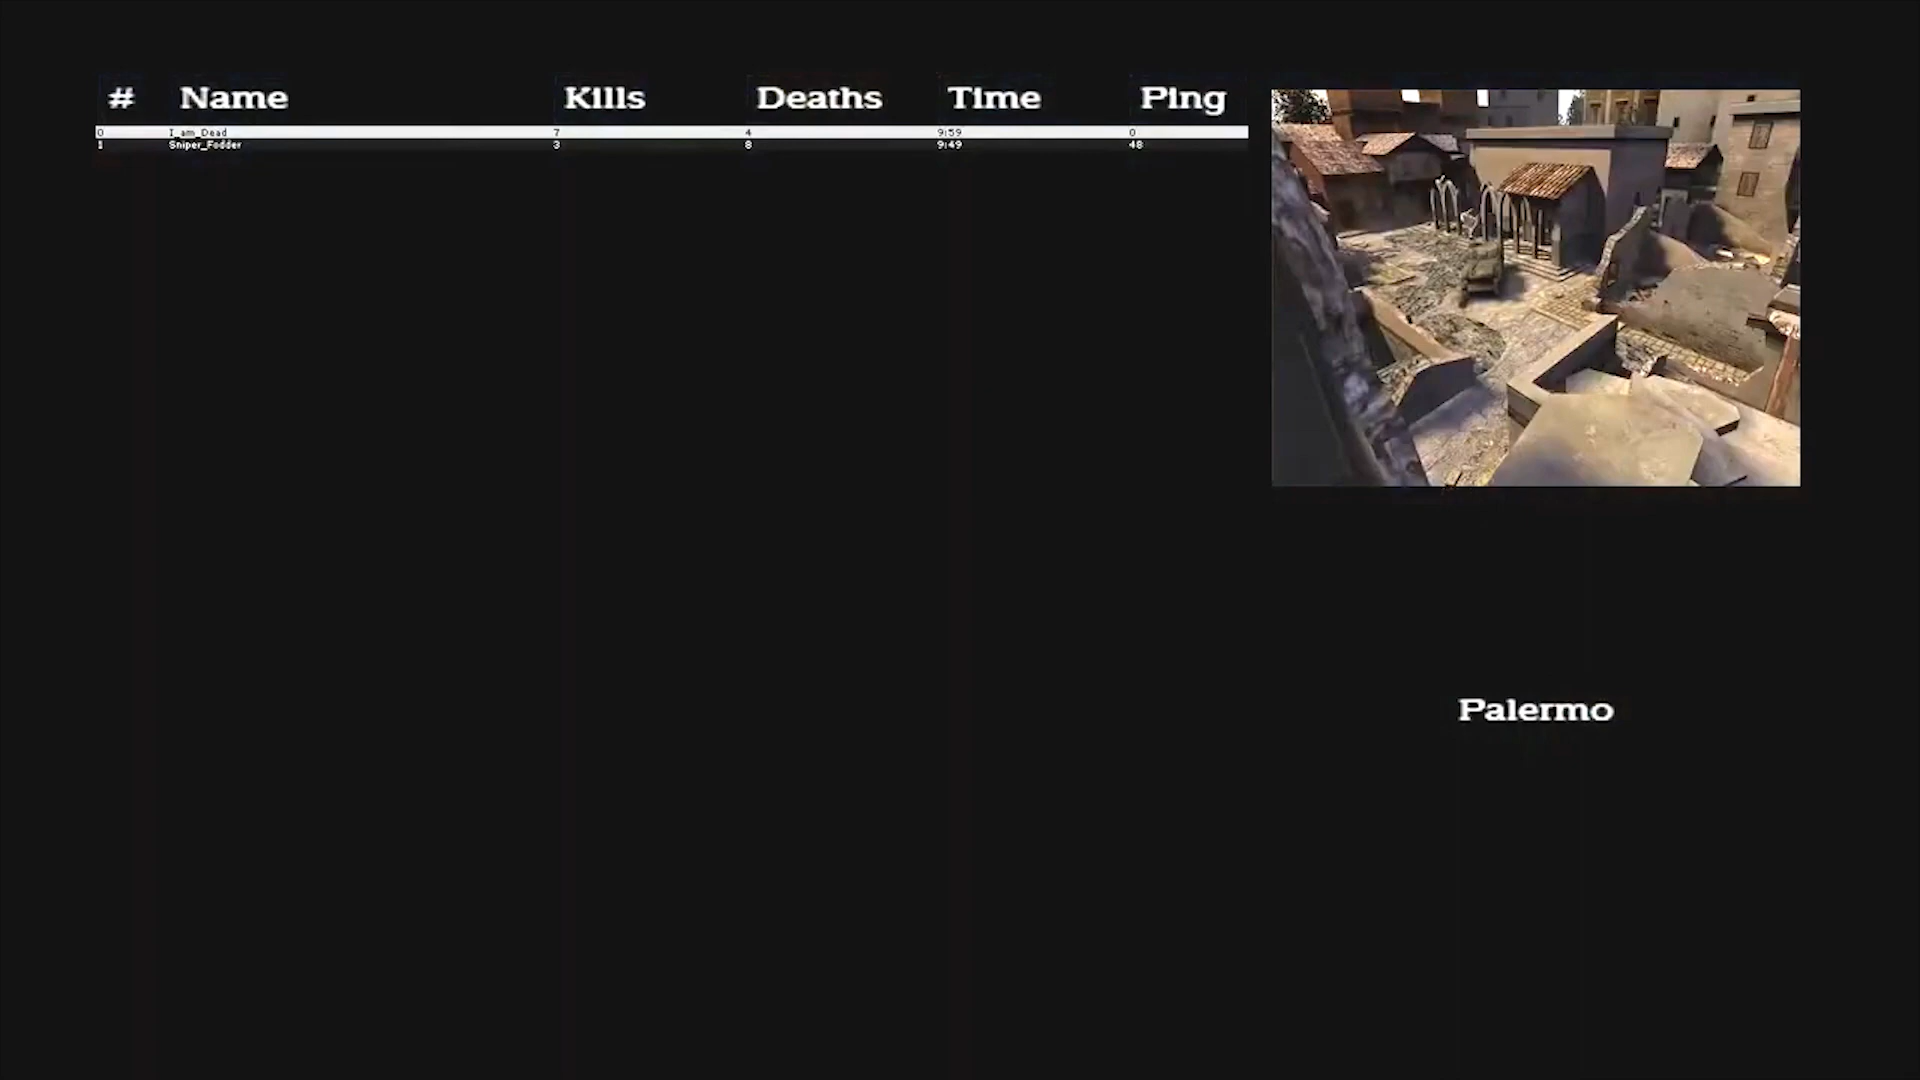 # Name Kills Deaths Time Ping
0 I_am_Dead 7 4 9:59 0
1 Sniper_Fodder 3 8 9:49 48
Palermo